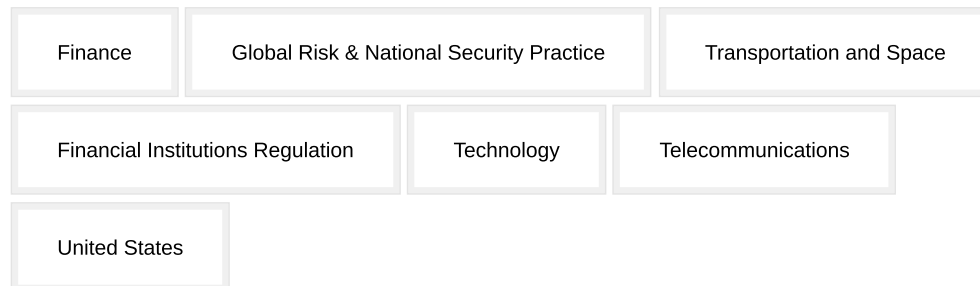 Finance Global Risk & National Security Practice Transportation and Space
Financial Institutions Regulation Technology Telecommunications
United States